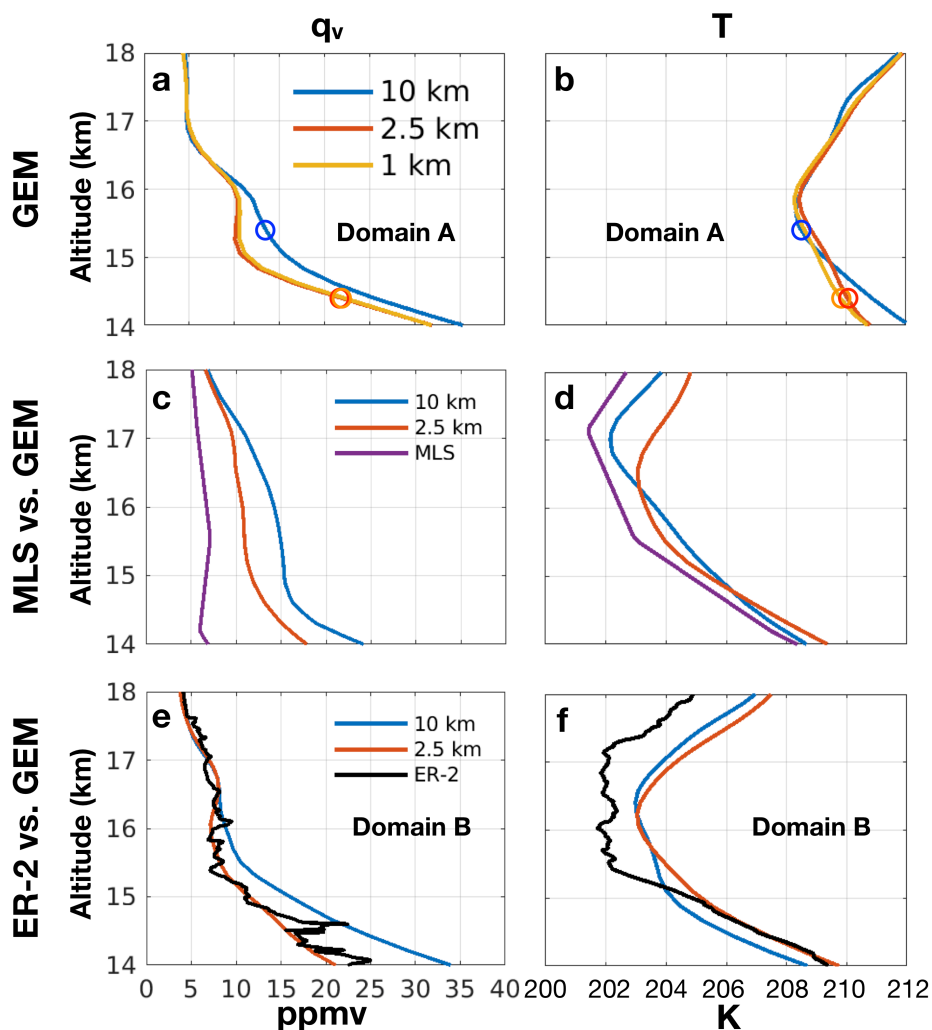 qv
T
GEM
Altitude (km)
18
17
16
15
14
a
10 km
2.5 km
1 km
Domain A
b
Domain A
MLS vs. GEM
Altitude (km)
18
17
16
15
14
c
10 km
2.5 km
MLS
d
ER-2 vs. GEM
Altitude (km)
18
17
16
15
14
e
10 km
2.5 km
ER-2
Domain B
f
Domain B
0 5 10 15 20 25 30 35 40
200 202 204 206 208 210 212
ppmv
K